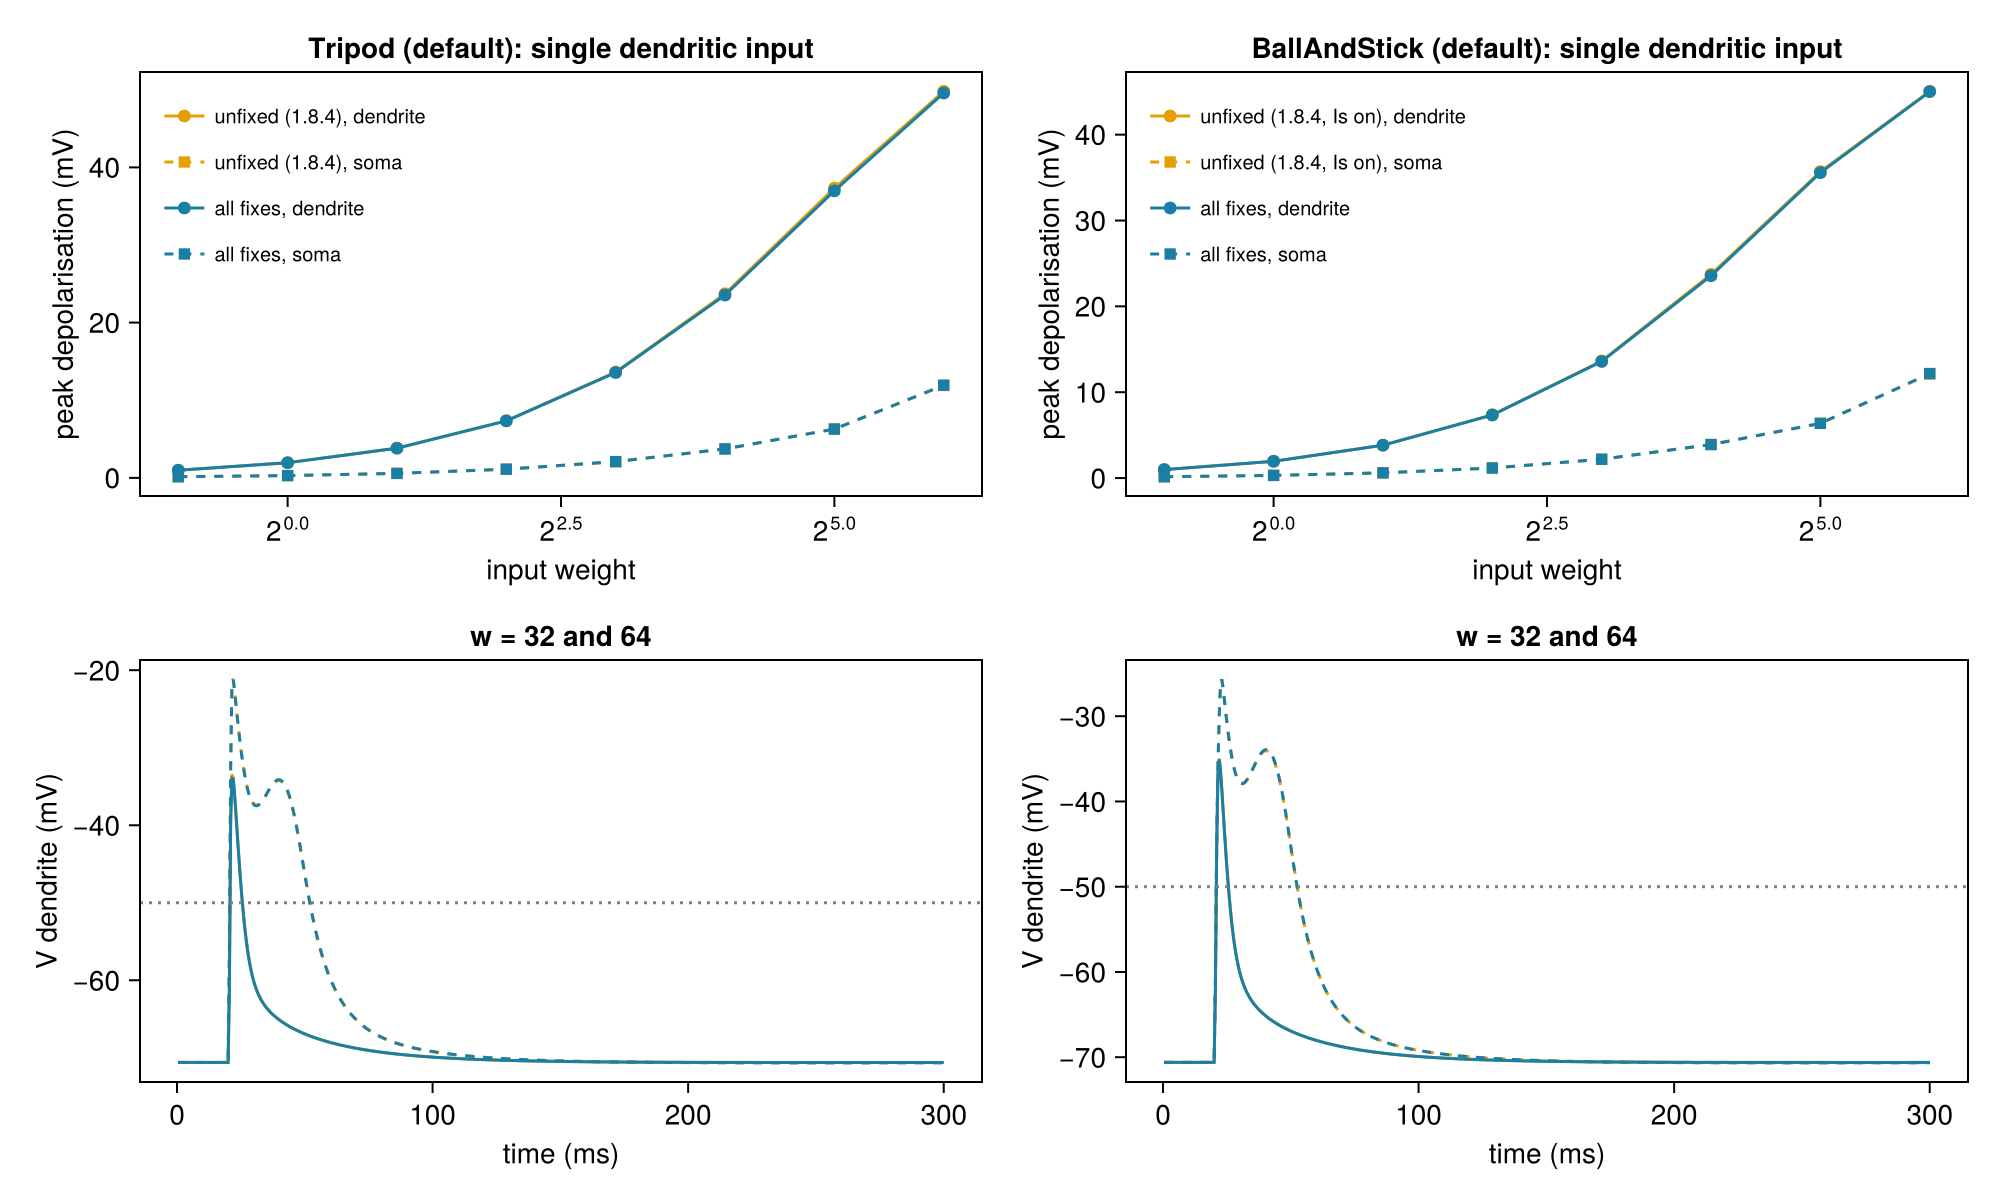 Tripod (default): single dendritic input
peak depolarisation (mV)
40
20
0
unfixed (1.8.4), dendrite
unfixed (1.8.4), soma
all fixes, dendrite
all fixes, soma
2^0.0 2^2.5 2^5.0
input weight
BallAndStick (default): single dendritic input
peak depolarisation (mV)
40
30
20
10
0
unfixed (1.8.4, Is on), dendrite
unfixed (1.8.4, Is on), soma
all fixes, dendrite
all fixes, soma
2^0.0 2^2.5 2^5.0
input weight
w = 32 and 64
V dendrite (mV)
−20
−40
−60
0 100 200 300
time (ms)
w = 32 and 64
V dendrite (mV)
−30
−40
−50
−60
−70
0 100 200 300
time (ms)